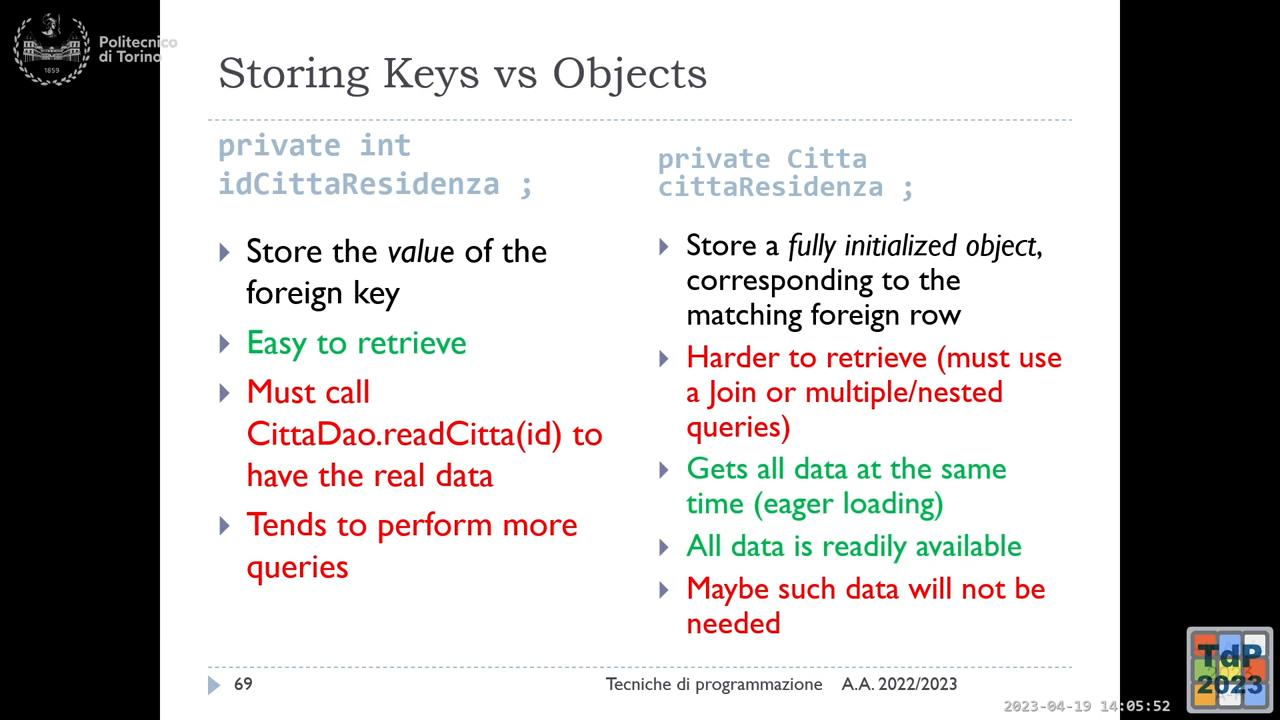 Politecnico
di Torino
1859
Storing Keys vs Objects
private int
idCittaResidenza ;
Store the value of the
foreign key
Easy to retrieve
Must call
CittaDao.readCitta(id) to
have the real data
Tends to perform more
queries
private Citta
cittaResidenza ;
Store a fully initialized object,
corresponding to the
matching foreign row
Harder to retrieve (must use
a Join or multiple/nested
queries)
Gets all data at the same
time (eager loading)
All data is readily available
Maybe such data will not be
needed
69
Tecniche di programmazione A.A. 2022/2023
TdP
2023
2023-04-19 14:05:52